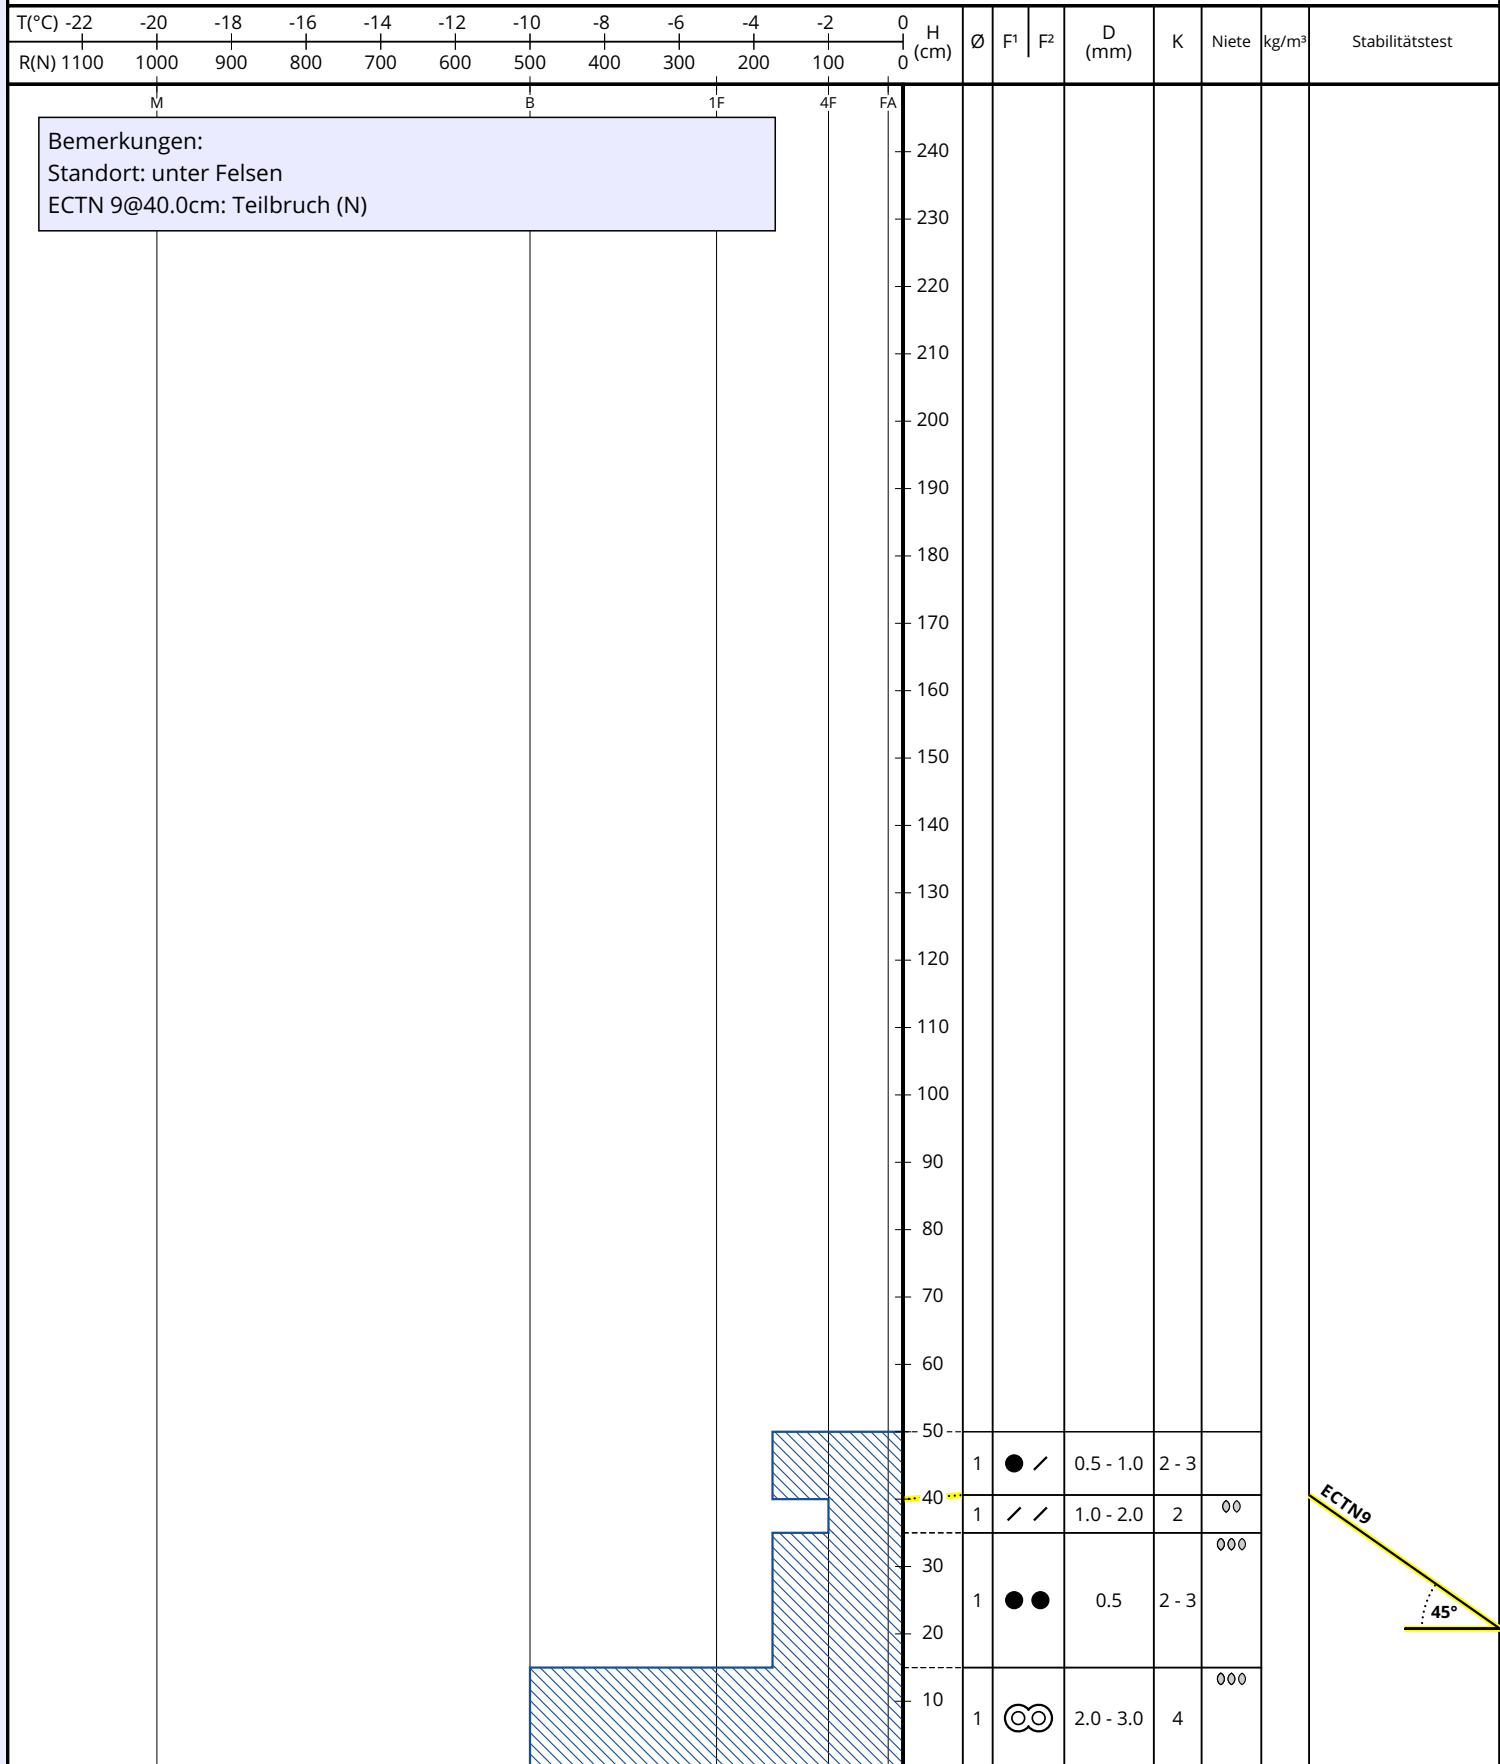 T(°C) -22 -20 -18 -16 -14 -12 -10 -8 -6 -4 -2 0
R(N) 1100 1000 900 800 700 600 500 400 300 200 100 0
H (cm) Ø F¹ F² D (mm) K Niete kg/m³ Stabilitätstest
M B 1F 4F FA
Bemerkungen:
Standort: unter Felsen
ECTN 9@40.0cm: Teilbruch (N)
240
230
220
210
200
190
180
170
160
150
140
130
120
110
100
90
80
70
60
50
1 0.5 - 1.0 2 - 3
40
ECTN9
1 1.0 - 2.0 2
30
1 0.5 2 - 3
45°
20
10
1 2.0 - 3.0 4